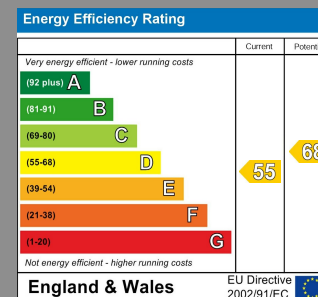 Energy Efficiency Rating
Current
Very energy efficient - lower running costs
(92 plus) A
(81-91) B
(69-80) C
(55-68) D
(39-54) E
(21-38) F
(1-20) G
55
68
Not energy efficient - higher running costs
England & Wales
EU Directive
2002/91/EC